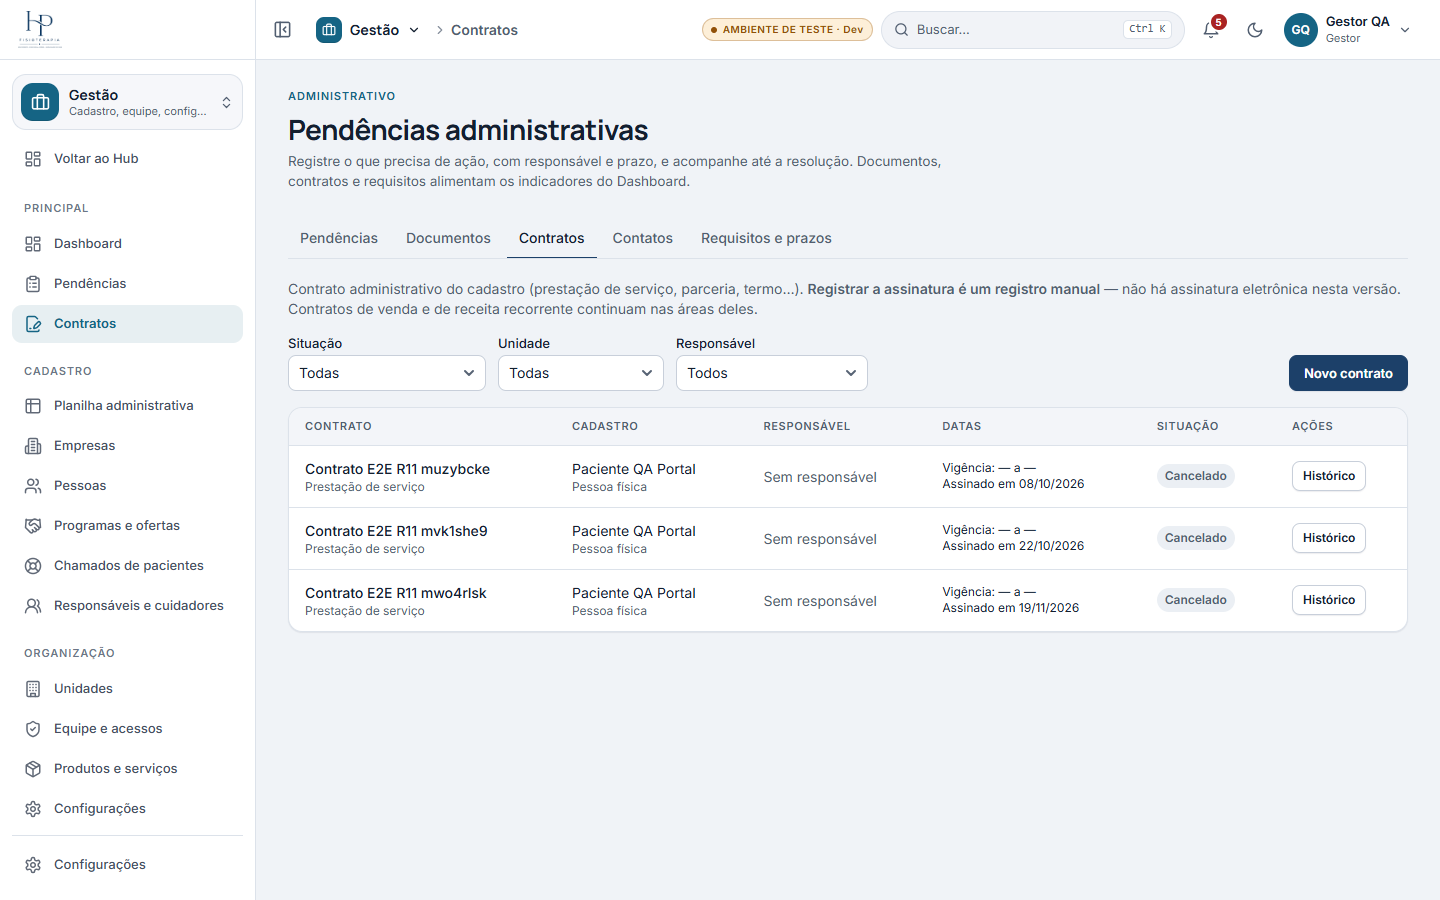 HP
FISIOTERAPIA
Gestão
Contratos
AMBIENTE DE TESTE · Dev
Buscar...
Ctrl K
5
GQ
Gestor QA
Gestor
Gestão
Cadastro, equipe, config...
Voltar ao Hub
PRINCIPAL
Dashboard
Pendências
Contratos
CADASTRO
Planilha administrativa
Empresas
Pessoas
Programas e ofertas
Chamados de pacientes
Responsáveis e cuidadores
ORGANIZAÇÃO
Unidades
Equipe e acessos
Produtos e serviços
Configurações
Configurações
ADMINISTRATIVO
Pendências administrativas
Registre o que precisa de ação, com responsável e prazo, e acompanhe até a resolução. Documentos,
contratos e requisitos alimentam os indicadores do Dashboard.
Pendências Documentos Contratos Contatos Requisitos e prazos
Contrato administrativo do cadastro (prestação de serviço, parceria, termo...). Registrar a assinatura é um registro manual — não há assinatura eletrônica nesta versão.
Contratos de venda e de receita recorrente continuam nas áreas deles.
Situação Unidade Responsável
Todas Todas Todos Novo contrato
CONTRATO CADASTRO RESPONSÁVEL DATAS SITUAÇÃO AÇÕES
Contrato E2E R11 muzybcke Paciente QA Portal Sem responsável Vigência: — a — Cancelado Histórico
Prestação de serviço Pessoa física Assinado em 08/10/2026
Contrato E2E R11 mvk1she9 Paciente QA Portal Sem responsável Vigência: — a — Cancelado Histórico
Prestação de serviço Pessoa física Assinado em 22/10/2026
Contrato E2E R11 mwo4rlsk Paciente QA Portal Sem responsável Vigência: — a — Cancelado Histórico
Prestação de serviço Pessoa física Assinado em 19/11/2026